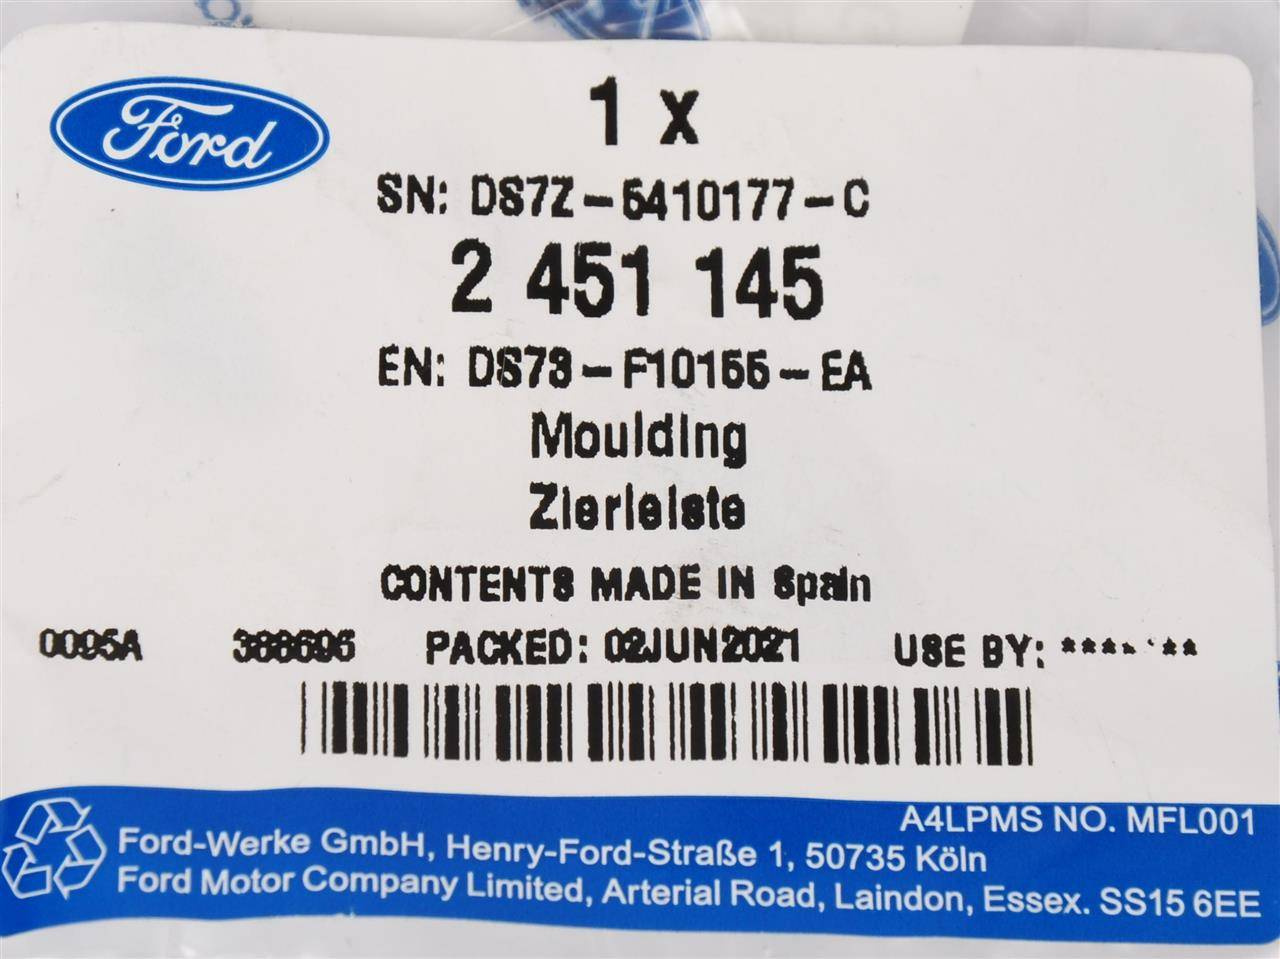 Ford
1 x
SN: DS7Z-5410177-C
2 451 145
EN: DS73-F10155-EA
Moulding
Zierleiste
CONTENTS MADE IN Spain
0095A PACKED: 02JUN2021 USE BY: ****.**
A4LPMS NO. MFL001
Ford-Werke GmbH, Henry-Ford-Straße 1, 50735 Köln
Ford Motor Company Limited, Arterial Road, Laindon, Essex. SS15 6EE